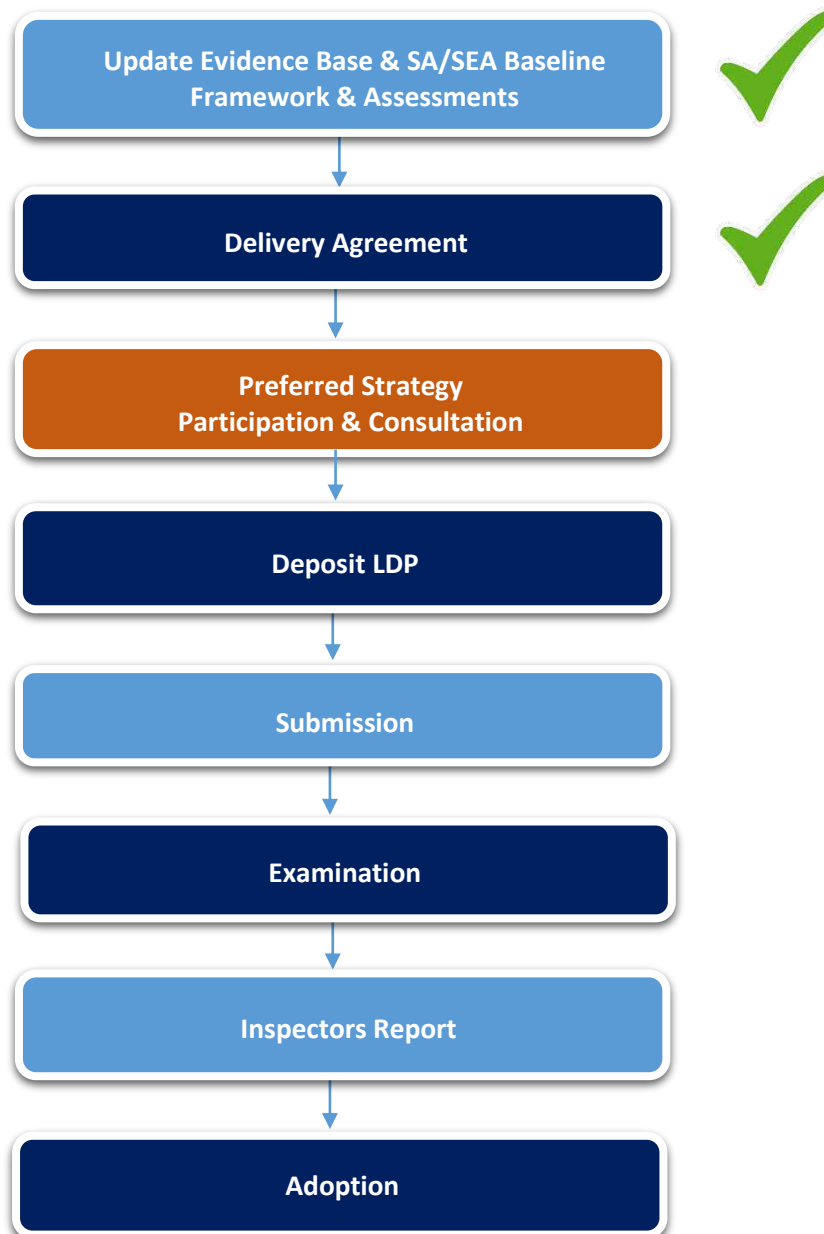 Update Evidence Base & SA/SEA Baseline
Framework & Assessments
Delivery Agreement
Preferred Strategy
Participation & Consultation
Deposit LDP
Submission
Examination
Inspectors Report
Adoption